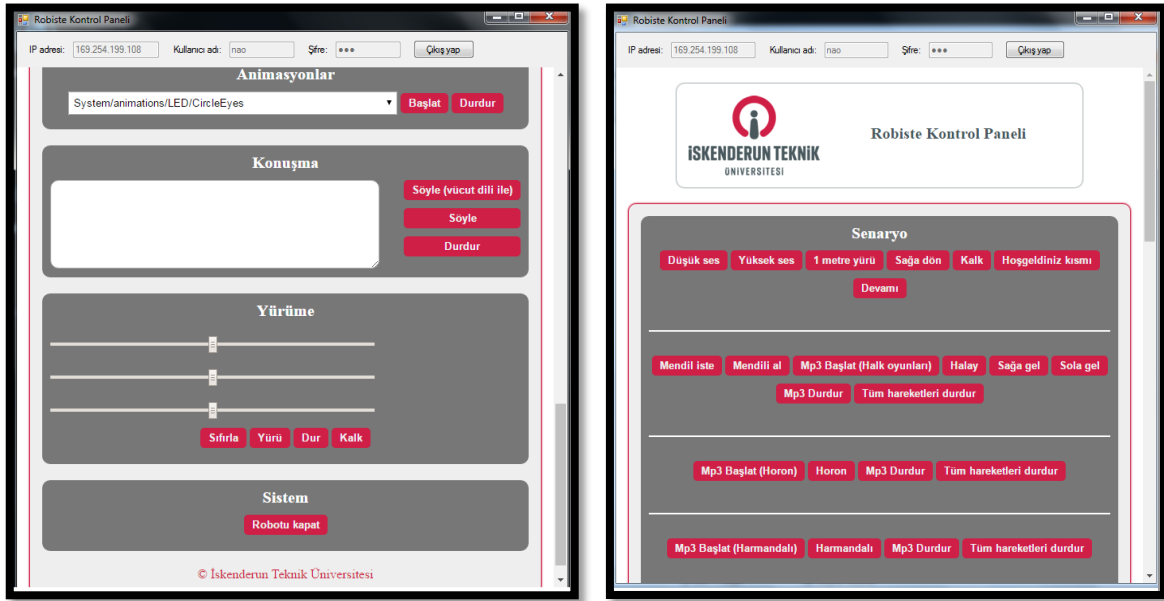 Robiste Kontrol Paneli
IP adresi: 169.254.199.108 Kullanıcı adı: nao Şifre: ●●● Çıkış yap
Animasyonlar
System/animations/LED/CircleEyes Başlat Durdur
Konuşma
Söyle (vücut dili ile)
Söyle
Durdur
Yürüme
Sıfırla Yürü Dur Kalk
Sistem
Robotu kapat
© İskenderun Teknik Üniversitesi
Robiste Kontrol Paneli
IP adresi: 169.254.199.108 Kullanıcı adı: nao Şifre: ●●● Çıkış yap
İSKENDERUN TEKNİK
ÜNİVERSİTESİ
Robiste Kontrol Paneli
Senaryo
Düşük ses Yüksek ses 1 metre yürü Sağa dön Kalk Hoşgeldiniz kısmı
Devamı
Mendil iste Mendili al Mp3 Başlat (Halk oyunları) Halay Sağa gel Sola gel
Mp3 Durdur Tüm hareketleri durdur
Mp3 Başlat (Horon) Horon Mp3 Durdur Tüm hareketleri durdur
Mp3 Başlat (Harmandalı) Harmandalı Mp3 Durdur Tüm hareketleri durdur